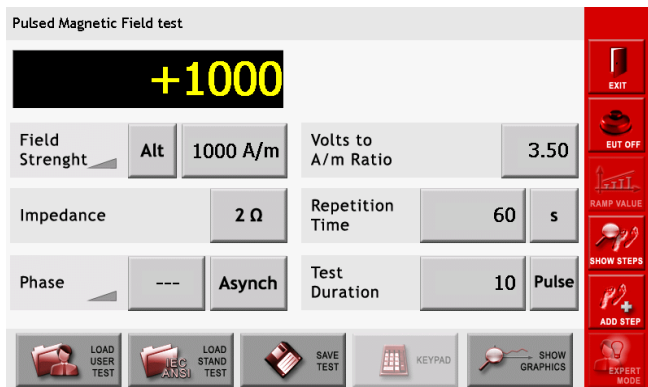 Pulsed Magnetic Field test
+1000
EXIT
EUT OFF
RAMP VALUE
SHOW STEPS
ADD STEP
EXPERT
MODE
Field
Strenght
Alt
1000 A/m
Volts to
A/m Ratio
3.50
Impedance
2 Ω
Repetition
Time
60
s
Phase
---
Asynch
Test
Duration
10
Pulse
LOAD
USER
TEST
IEC
ANSI
LOAD
STAND
TEST
SAVE
TEST
KEYPAD
SHOW
GRAPHICS